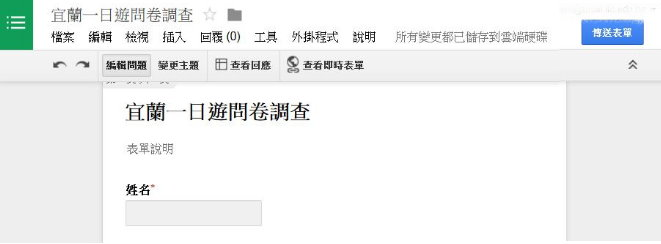 宜蘭一日遊問卷調查
檔案 編輯 檢視 插入 回覆 (0) 工具 外掛程式 說明 所有變更都已儲存到雲端硬碟
傳送表單
編輯問題 變更主題 查看回應 查看即時表單
宜蘭一日遊問卷調查
表單說明
姓名*